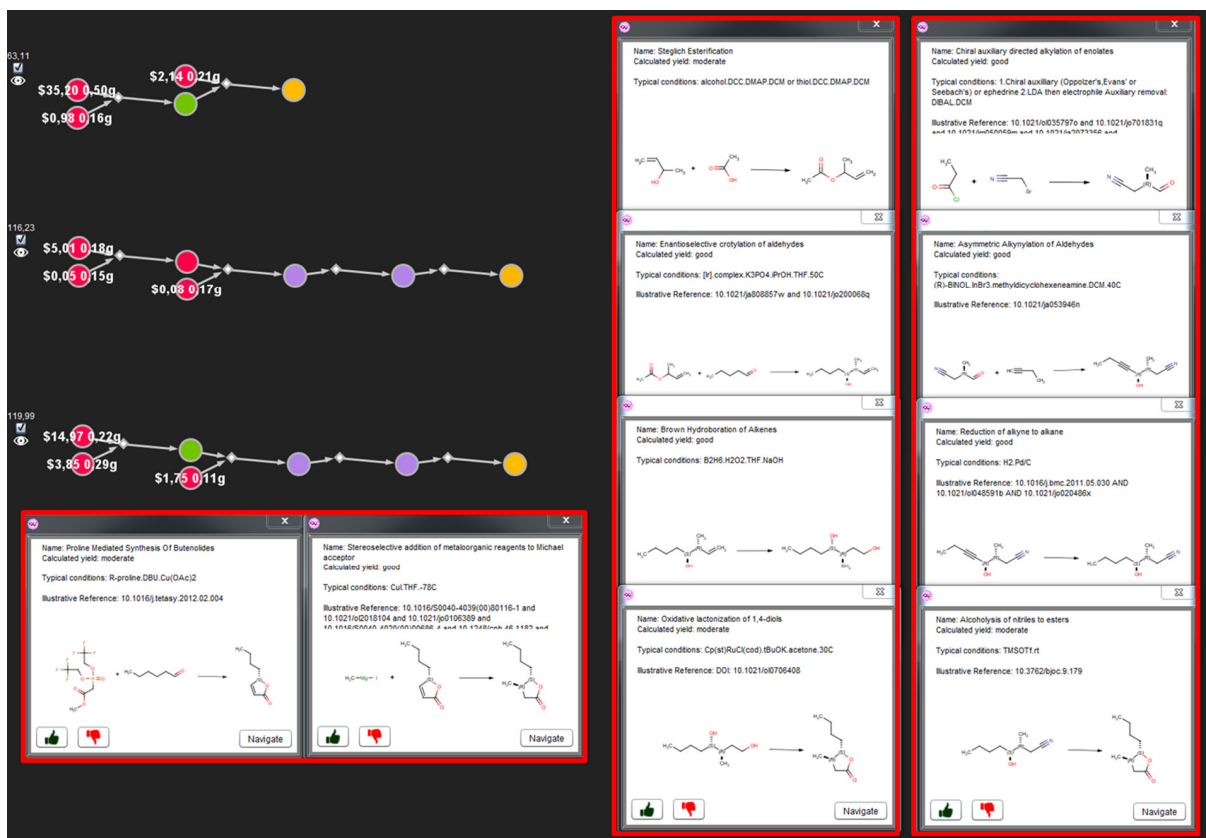 63,11
$35,20 0,50g
$2,14 0,21g
$0,98 0,16g
116,23
$5,01 0,18g
$0,05 0,15g
$0,08 0,17g
119,99
$14,97 0,22g
$3,85 0,29g
$1,75 0,11g
Name: Proline Mediated Synthesis Of Butenolides
Calculated yield: moderate
Typical conditions: R-proline.DBU.Cu(OAc)2
Illustrative Reference: 10.1016/j.tetasy.2012.02.004
Navigate
Name: Stereoselective addition of metaloorganic reagents to Michael
acceptor
Calculated yield: good
Typical conditions: CuI.THF.-78C
Illustrative Reference: 10.1016/S0040-4039(00)80116-1 and
10.1021/ol2018104 and 10.1021/jo0106389 and
Navigate
Name: Steglich Esterification
Calculated yield: moderate
Typical conditions: alcohol.DCC.DMAP.DCM or thiol.DCC.DMAP.DCM
Name: Enantioselective crotylation of aldehydes
Calculated yield: good
Typical conditions: [Ir].complex.K3PO4.iPrOH.THF.50C
Illustrative Reference: 10.1021/ja808857w and 10.1021/jo200068q
Name: Brown Hydroboration of Alkenes
Calculated yield: good
Typical conditions: B2H6.H2O2.THF.NaOH
Name: Oxidative lactonization of 1,4-diols
Calculated yield: moderate
Typical conditions: Cp(st)RuCl(cod).tBuOK.acetone.30C
Illustrative Reference: DOI: 10.1021/ol0706408
Navigate
Name: Chiral auxiliary directed alkylation of enolates
Calculated yield: good
Typical conditions: 1.Chiral auxilliary (Oppolzer's,Evans' or
Seebach's) or ephedrine 2.LDA then electrophile Auxiliary removal:
DIBAL.DCM
Illustrative Reference: 10.1021/ol035797o and 10.1021/jo701831q
Name: Asymmetric Alkynylation of Aldehydes
Calculated yield: good
Typical conditions:
(R)-BINOL.InBr3.methyldicyclohexeneamine.DCM.40C
Illustrative Reference: 10.1021/ja053946n
Name: Reduction of alkyne to alkane
Calculated yield: good
Typical conditions: H2.Pd/C
Illustrative Reference: 10.1016/j.bmc.2011.05.030 AND
10.1021/ol048591b AND 10.1021/jo020486x
Name: Alcoholysis of nitriles to esters
Calculated yield: moderate
Typical conditions: TMSOTf.rt
Illustrative Reference: 10.3762/bjoc.9.179
Navigate